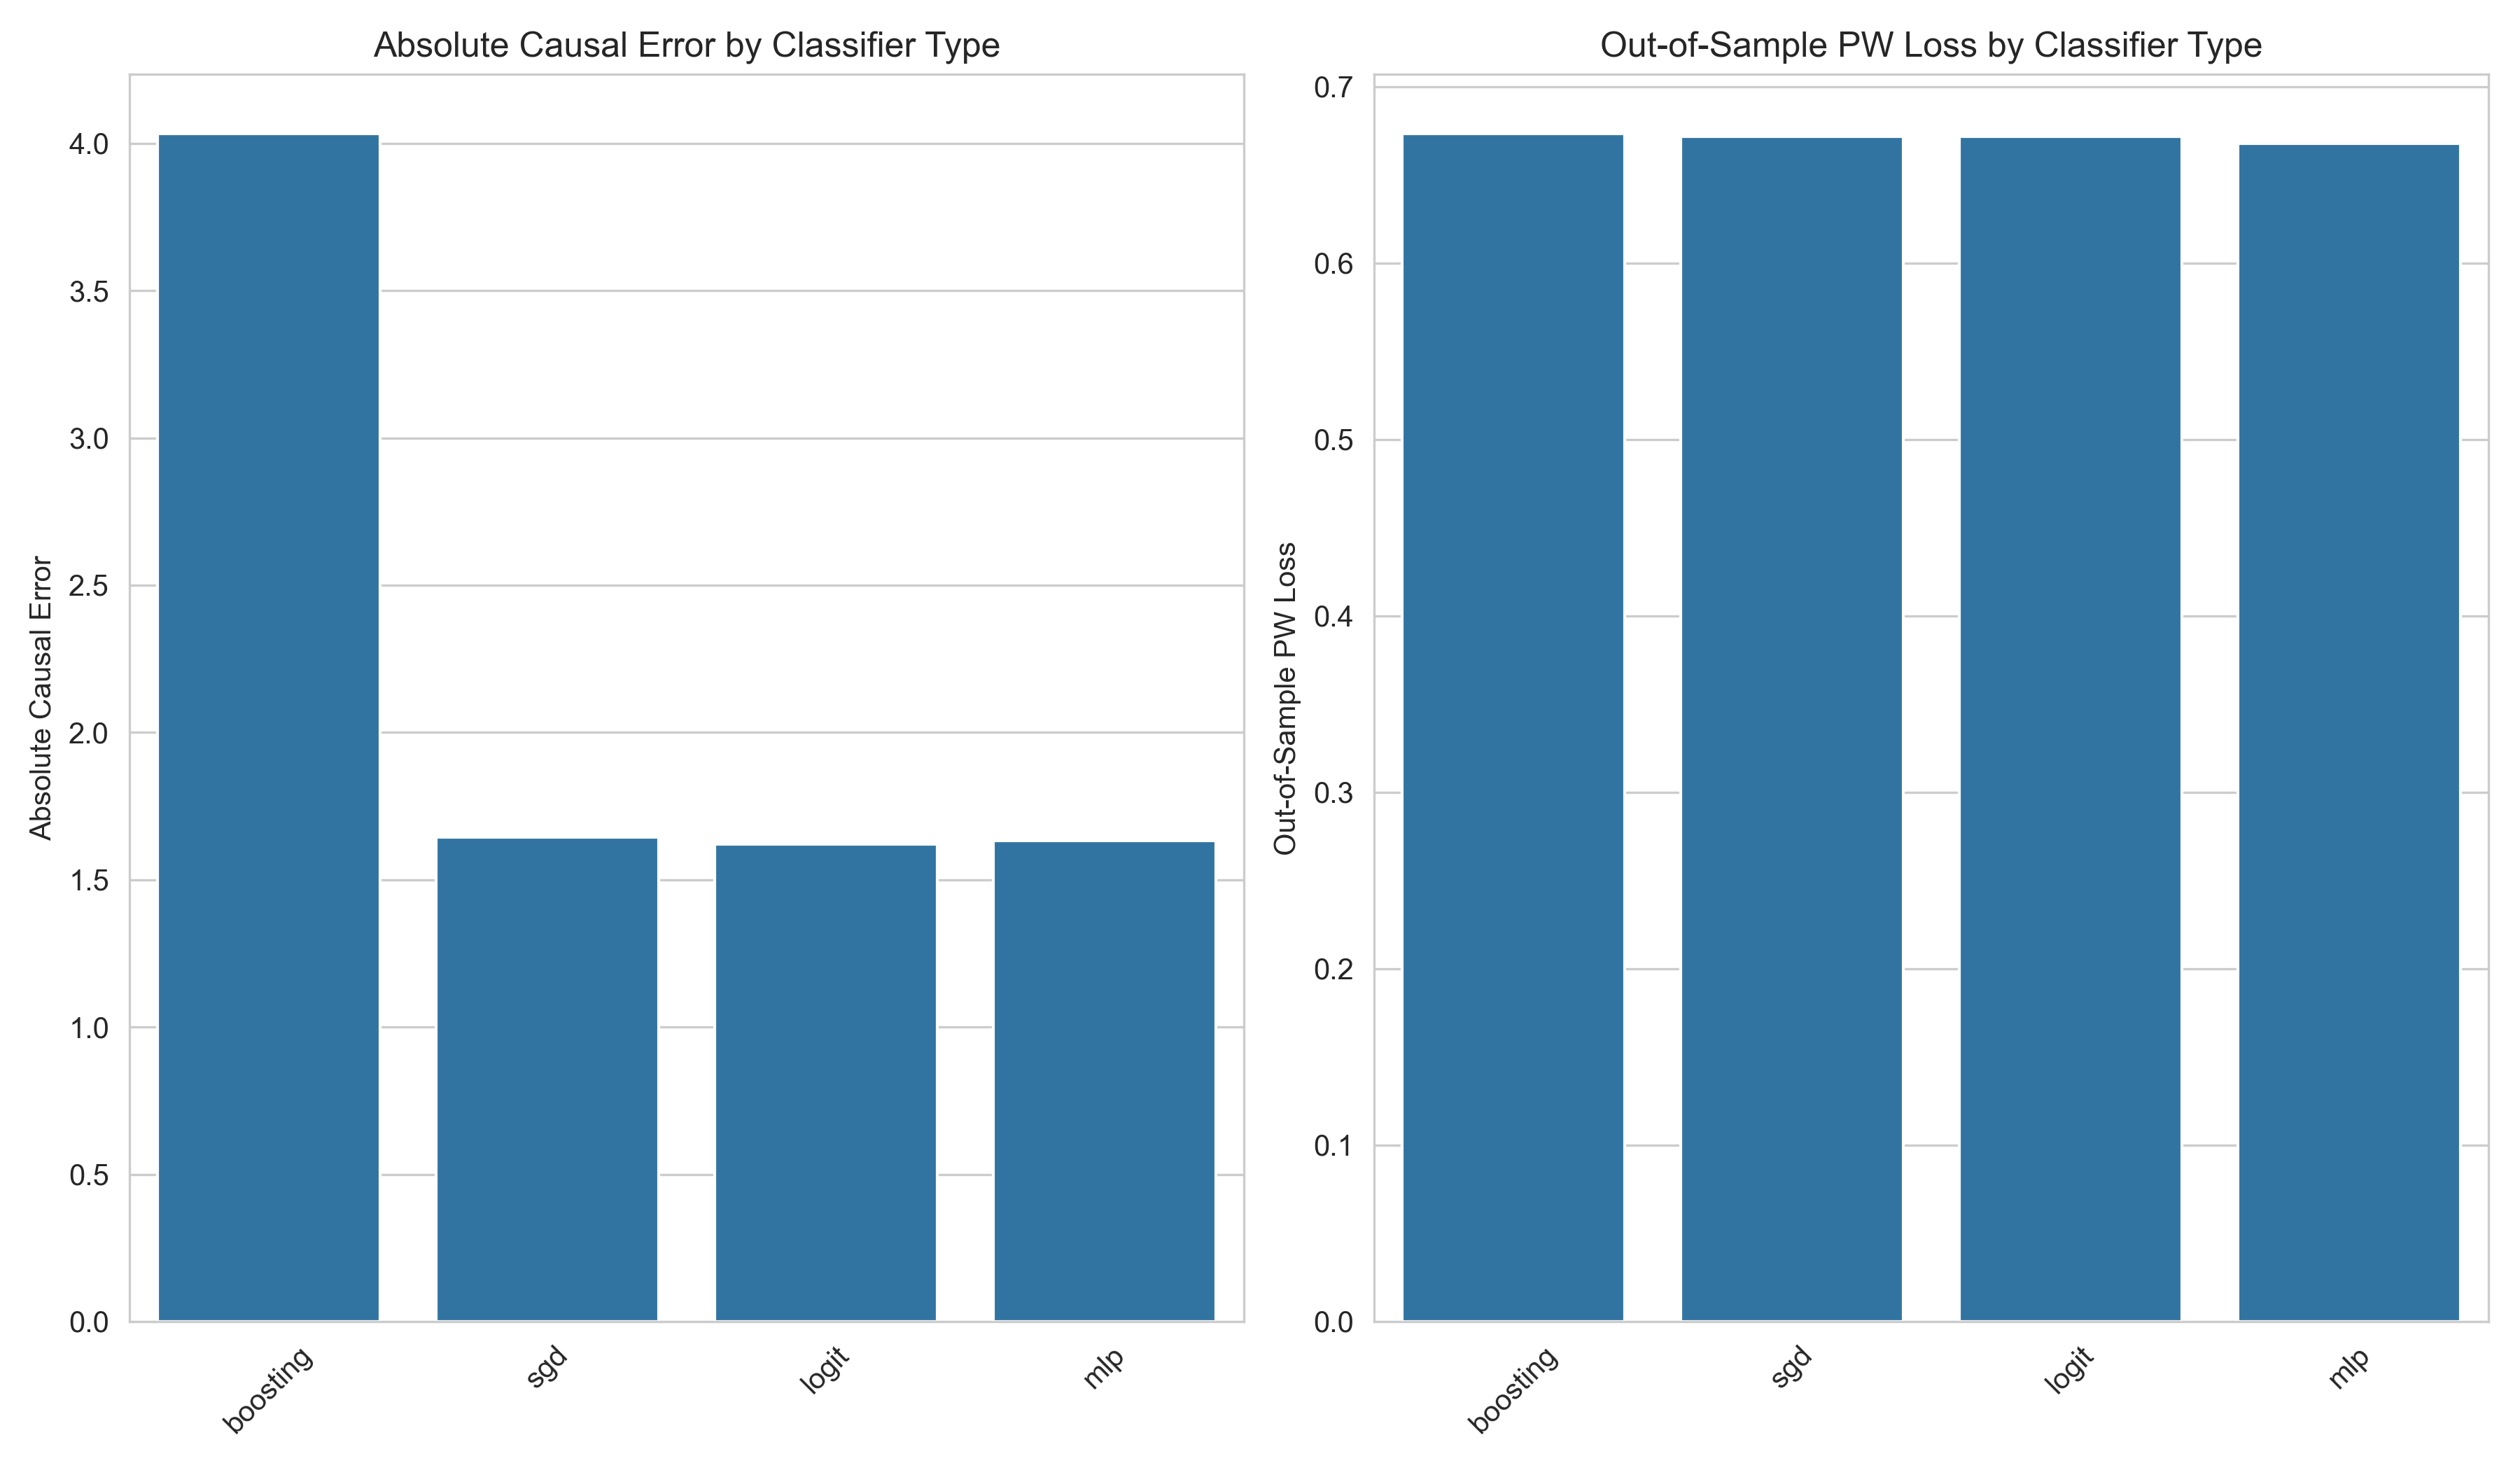 Absolute Causal Error by Classifier Type
Absolute Causal Error
4.0
3.5
3.0
2.5
2.0
1.5
1.0
0.5
0.0
boosting
sgd
logit
mlp
Out-of-Sample PW Loss by Classifier Type
Out-of-Sample PW Loss
0.7
0.6
0.5
0.4
0.3
0.2
0.1
0.0
boosting
sgd
logit
mlp